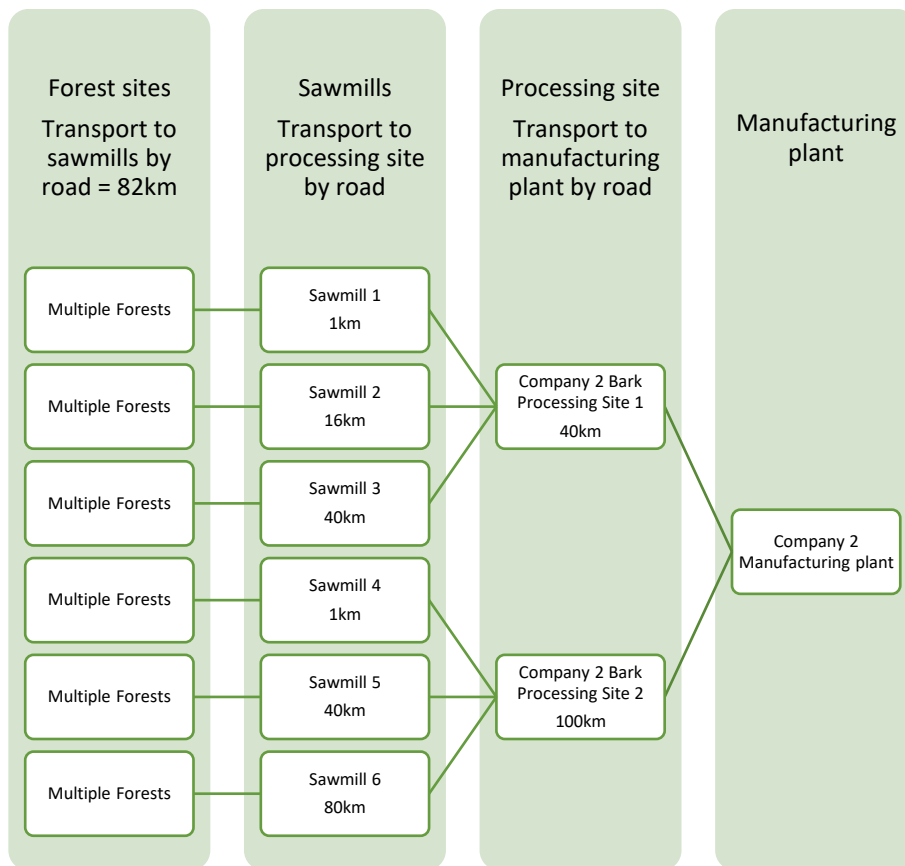 Forest sites
Transport to
sawmills by
road = 82km
Sawmills
Transport to
processing site
by road
Processing site
Transport to
manufacturing
plant by road
Manufacturing
plant
Multiple Forests
Multiple Forests
Multiple Forests
Multiple Forests
Multiple Forests
Multiple Forests
Sawmill 1
1km
Sawmill 2
16km
Sawmill 3
40km
Sawmill 4
1km
Sawmill 5
40km
Sawmill 6
80km
Company 2 Bark
Processing Site 1
40km
Company 2 Bark
Processing Site 2
100km
Company 2
Manufacturing plant